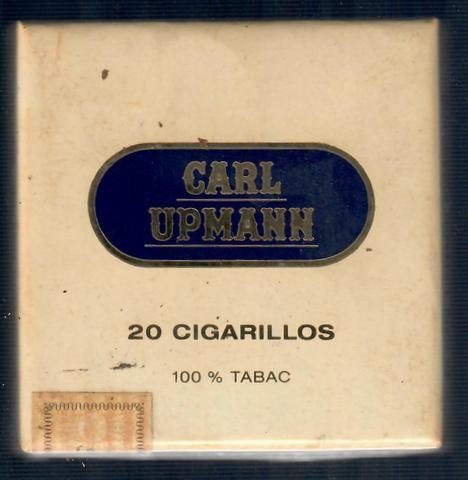 CARL
UPMANN
20 CIGARILLOS
100 % TABAC